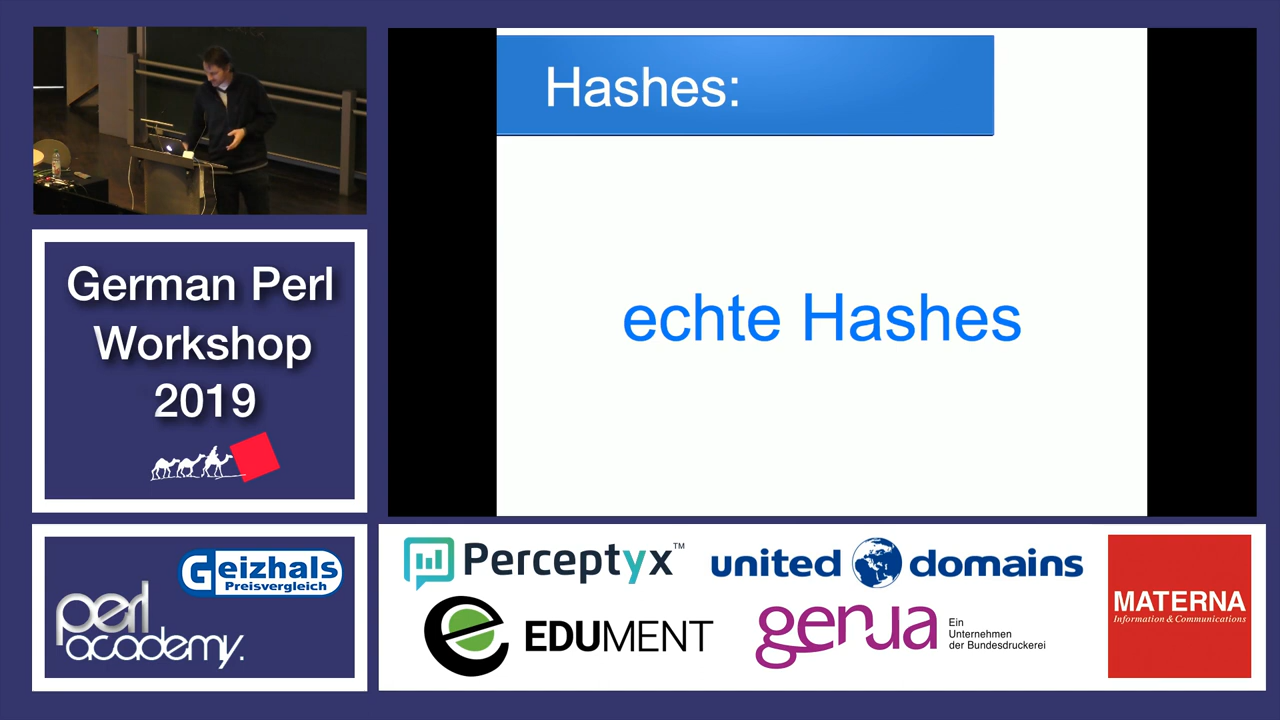 Hashes:
echte Hashes
German Perl
Workshop
2019
Geizhals
Preisvergleich
perl
academy.
Perceptyx™
united domains
EDUMENT
genua
Ein
Unternehmen
der Bundesdruckerei
MATERNA
Information & Communications